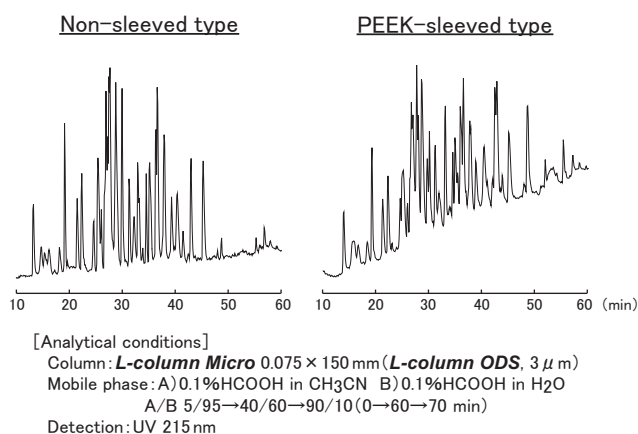 Non-sleeved type
PEEK-sleeved type
10 20 30 40 50 60
10 20 30 40 50 60 (min)
[Analytical conditions]
Column:L-column Micro 0.075×150 mm(L-column ODS, 3 μm)
Mobile phase:A)0.1%HCOOH in CH3CN B)0.1%HCOOH in H2O
A/B 5/95→40/60→90/10(0→60→70 min)
Detection:UV 215 nm